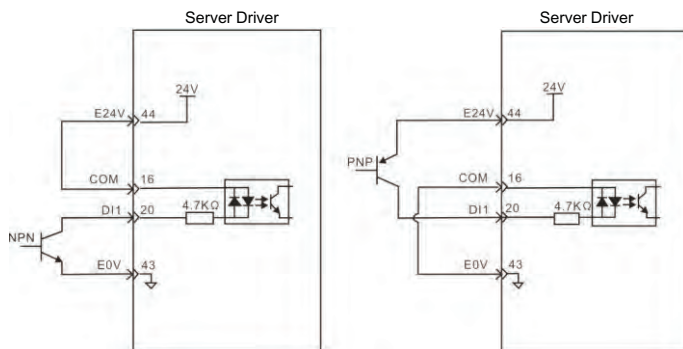 Server Driver
24V
E24V 44
COM 16
4.7KΩ
DI1 20
NPN
E0V 43
Server Driver
24V
E24V 44
PNP
COM 16
4.7KΩ
DI1 20
E0V 43